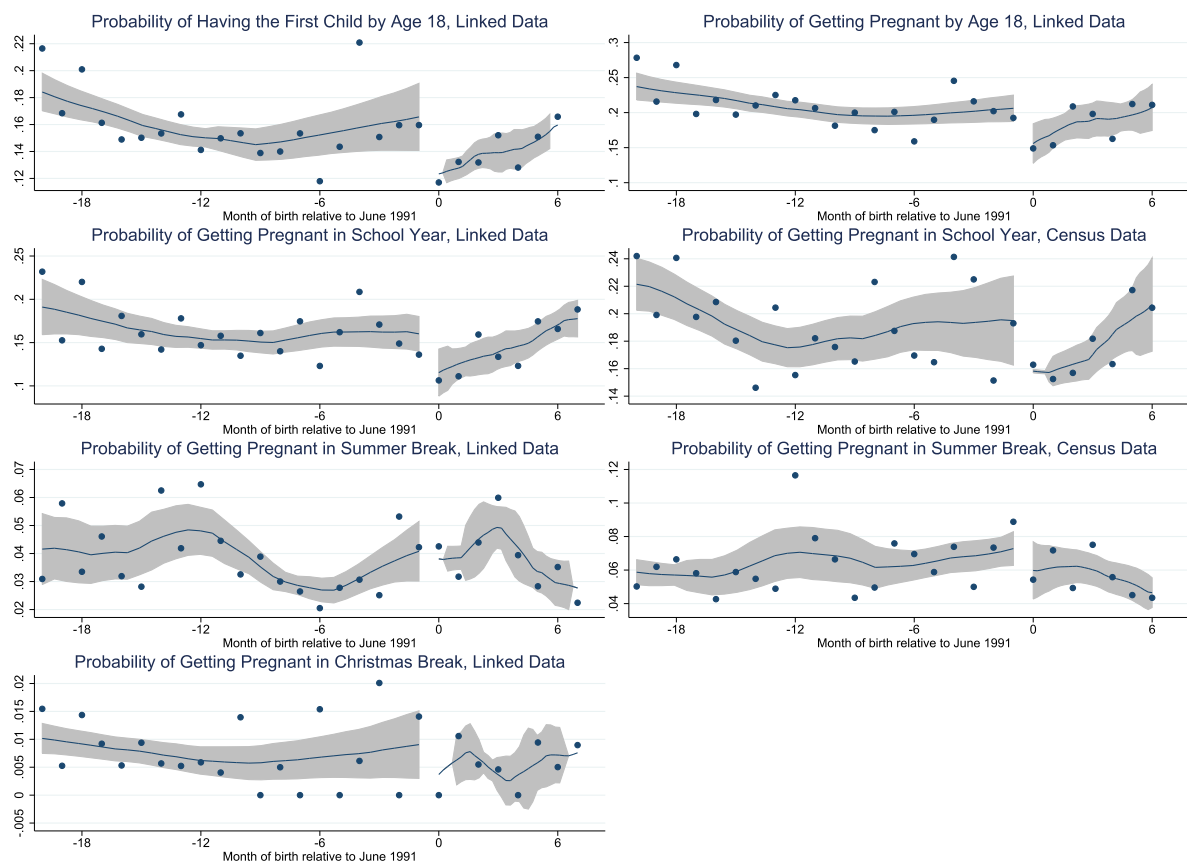 Probability of Having the First Child by Age 18, Linked Data
.22
.2
.18
.16
.14
.12
-18 -12 -6 0 6
Month of birth relative to June 1991
Probability of Getting Pregnant by Age 18, Linked Data
.3
.25
.2
.15
.1
-18 -12 -6 0 6
Month of birth relative to June 1991
Probability of Getting Pregnant in School Year, Linked Data
.25
.2
.15
.1
-18 -12 -6 0 6
Month of birth relative to June 1991
Probability of Getting Pregnant in School Year, Census Data
.24
.22
.2
.18
.16
.14
-18 -12 -6 0 6
Month of birth relative to June 1991
Probability of Getting Pregnant in Summer Break, Linked Data
.07
.06
.05
.04
.03
.02
-18 -12 -6 0 6
Month of birth relative to June 1991
Probability of Getting Pregnant in Summer Break, Census Data
.12
.1
.08
.06
.04
-18 -12 -6 0 6
Month of birth relative to June 1991
Probability of Getting Pregnant in Christmas Break, Linked Data
.02
.015
.01
.005
0
-.005
-18 -12 -6 0 6
Month of birth relative to June 1991